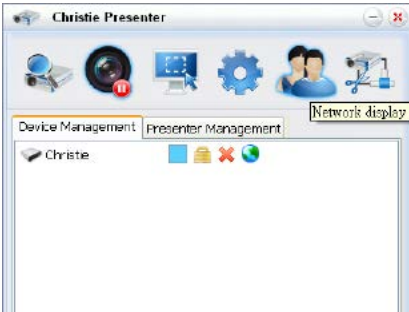 Christie Presenter
Network display
Device Management Presenter Management
Christie